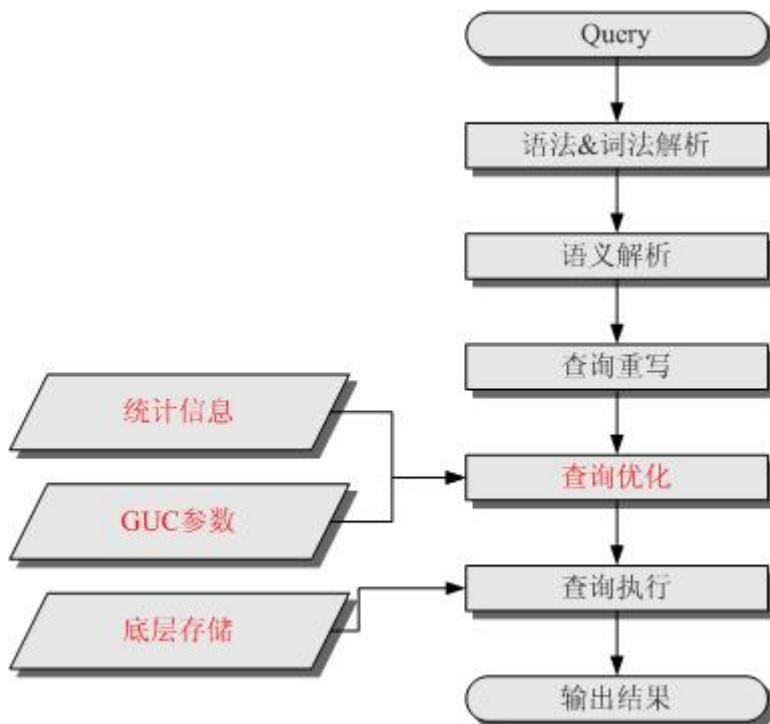 Query
语法&词法解析
语义解析
查询重写
统计信息
查询优化
GUC参数
查询执行
底层存储
输出结果